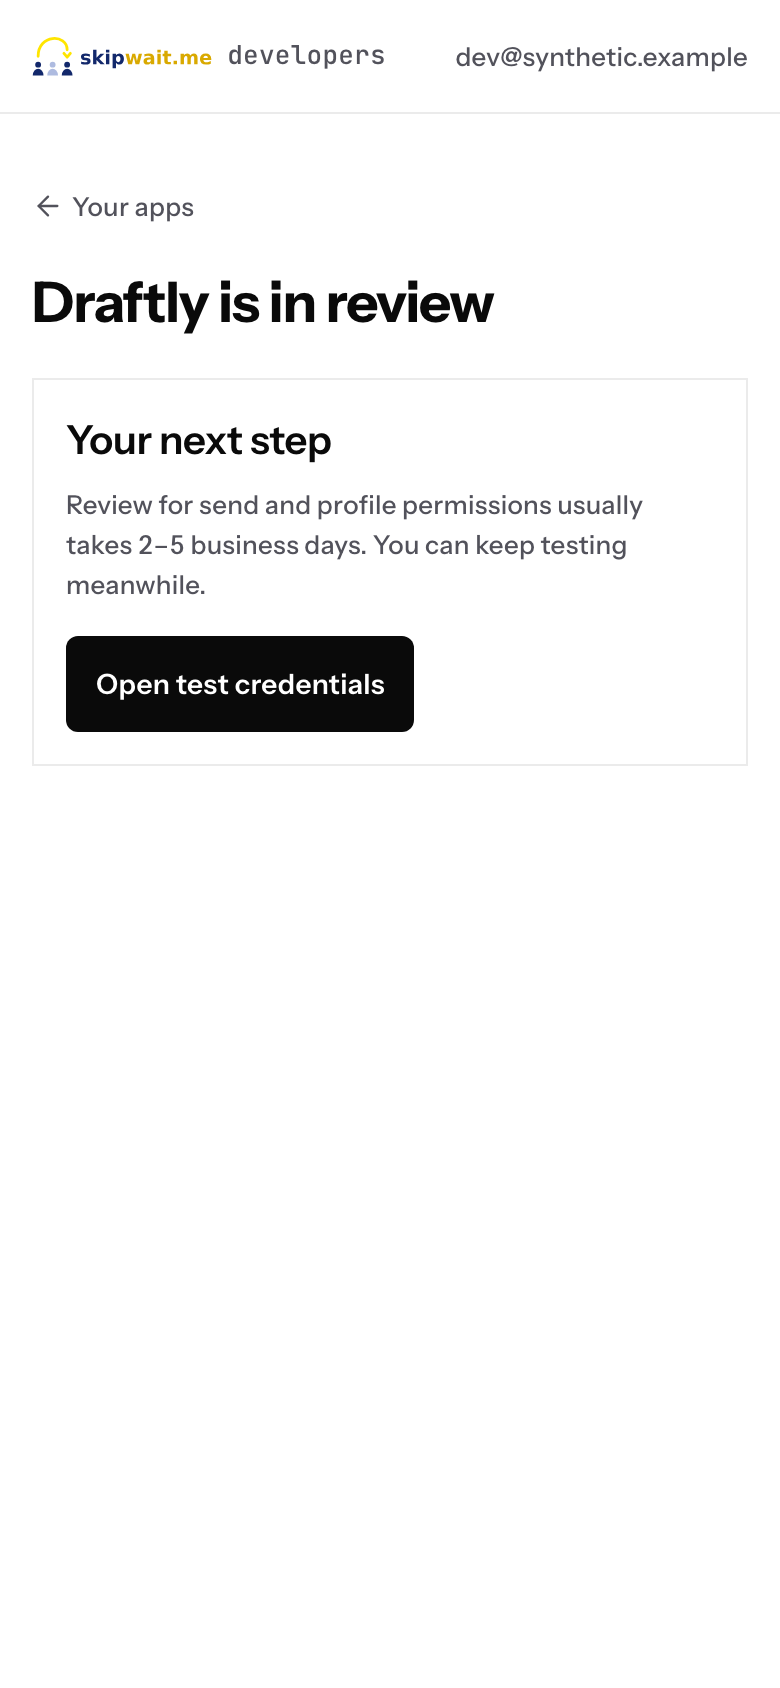 skipwait.me developers dev@synthetic.example
← Your apps
Draftly is in review
Your next step
Review for send and profile permissions usually
takes 2–5 business days. You can keep testing
meanwhile.
Open test credentials